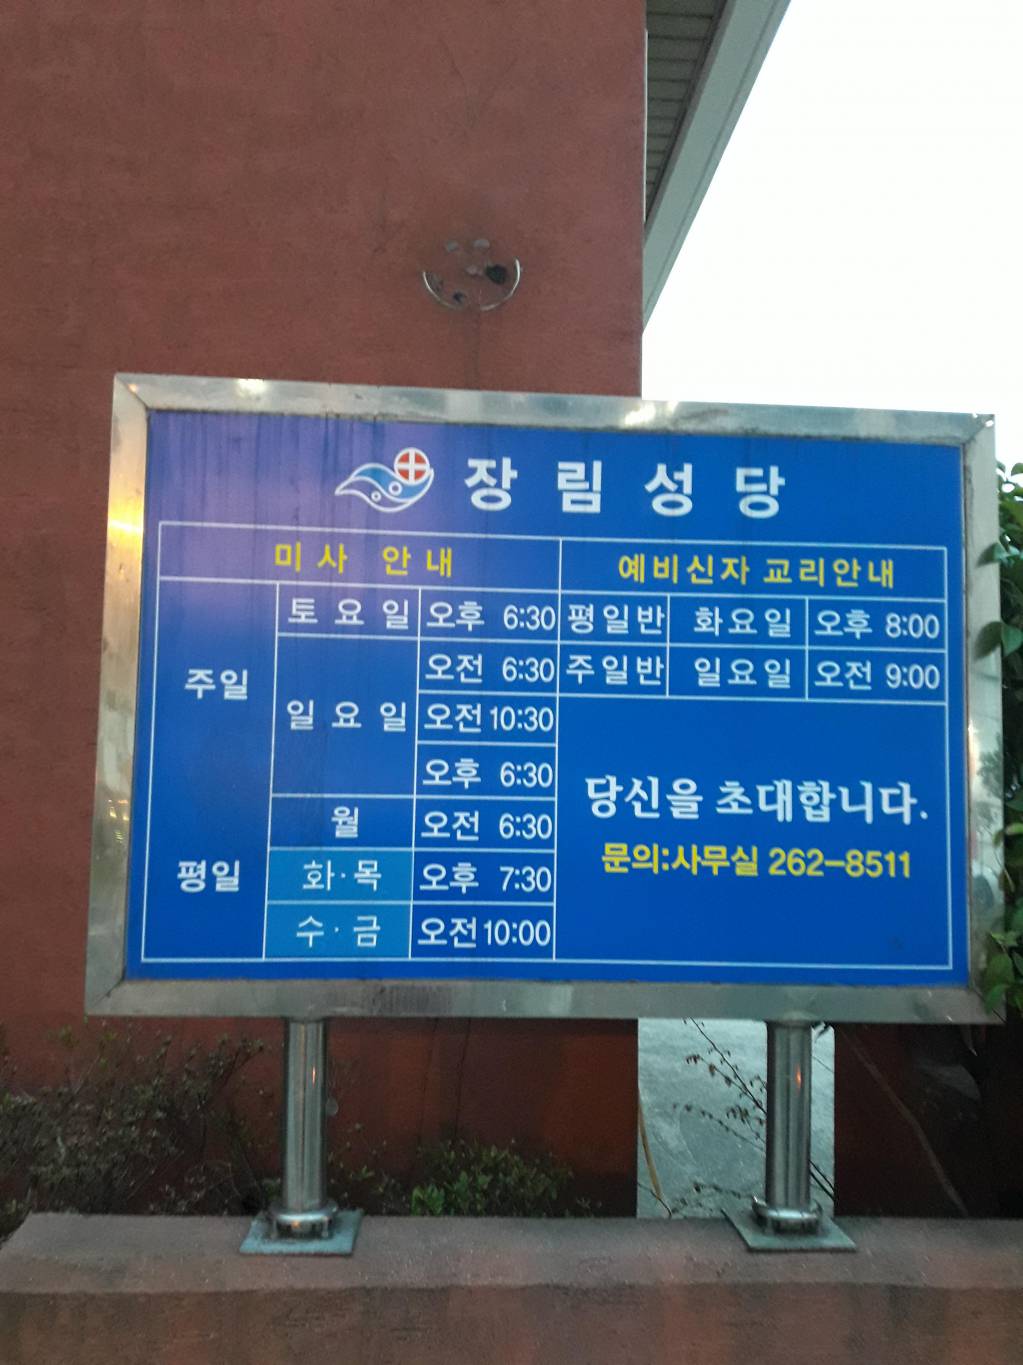 장림성당
미사 안내
예비신자 교리안내
주일
토요일 오후 6:30
일요일 오전 6:30
오전 10:30
오후 6:30
평일
월 오전 6:30
화·목 오후 7:30
수·금 오전 10:00
평일반 화요일 오후 8:00
주일반 일요일 오전 9:00
당신을 초대합니다.
문의:사무실 262-8511